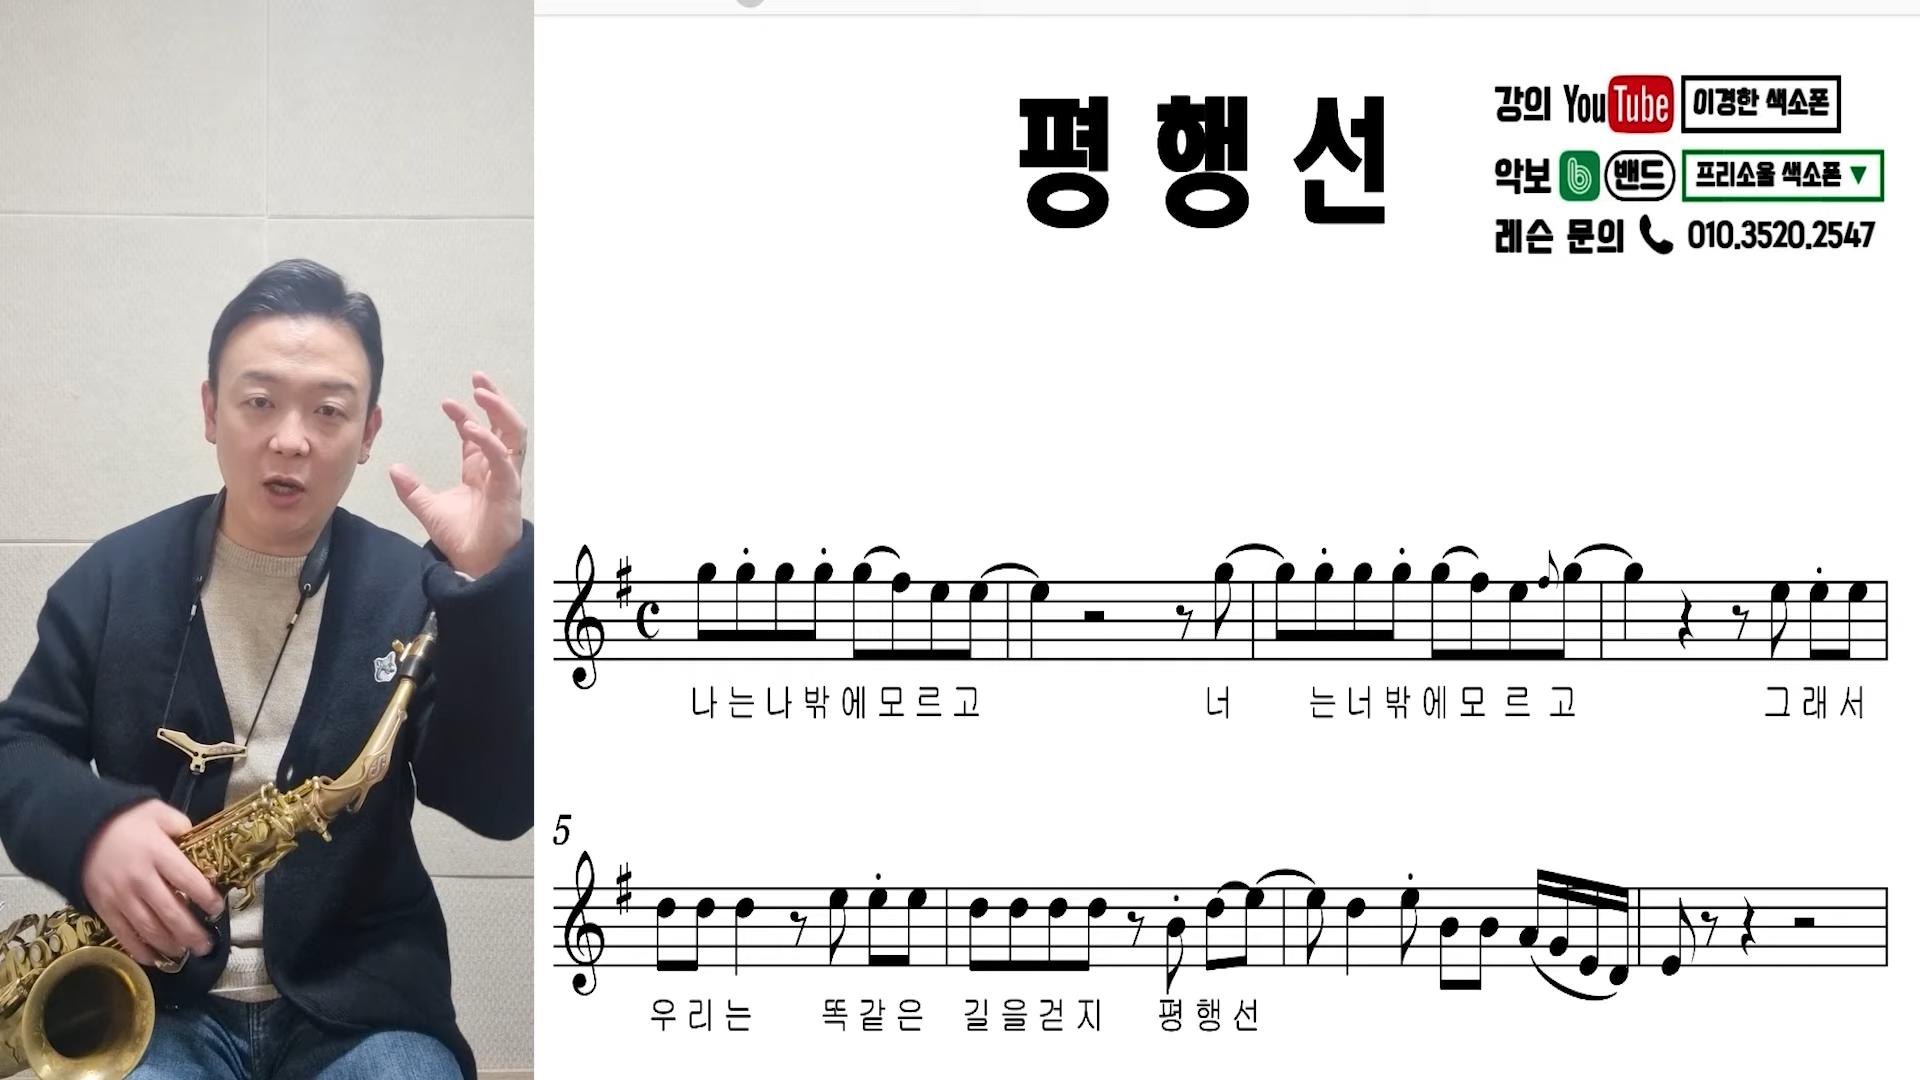 평행선
강의 YouTube 이경한 색소폰
악보 b 밴드 프리소울 색소폰 ▼
레슨 문의 010.3520.2547
나는나밖에모르고 너 는너밖에모르고 그래서
5
우리는 똑같은 길을걷지 평행선